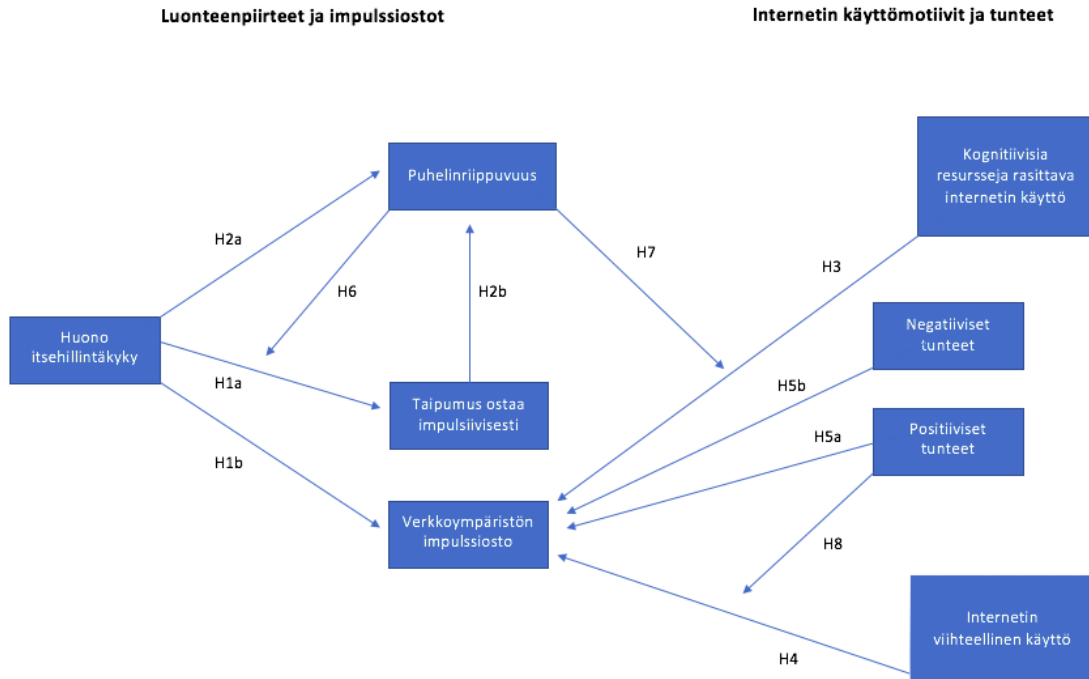 Luonteenpiirteet ja impulssiostot
Internetin käyttömotiivit ja tunteet
Puhelinriippuvuus
Kognitiivisia
resursseja rasittava
internetin käyttö
H2a
H7
H3
H6
H2b
Huono
itsehillintäkyky
Negatiiviset
tunteet
H1a
H5b
Taipumus ostaa
impulsiivisesti
Positiiviset
tunteet
H5a
H1b
Verkkoympäristön
impulssiosto
H8
Internetin
viihteellinen käyttö
H4